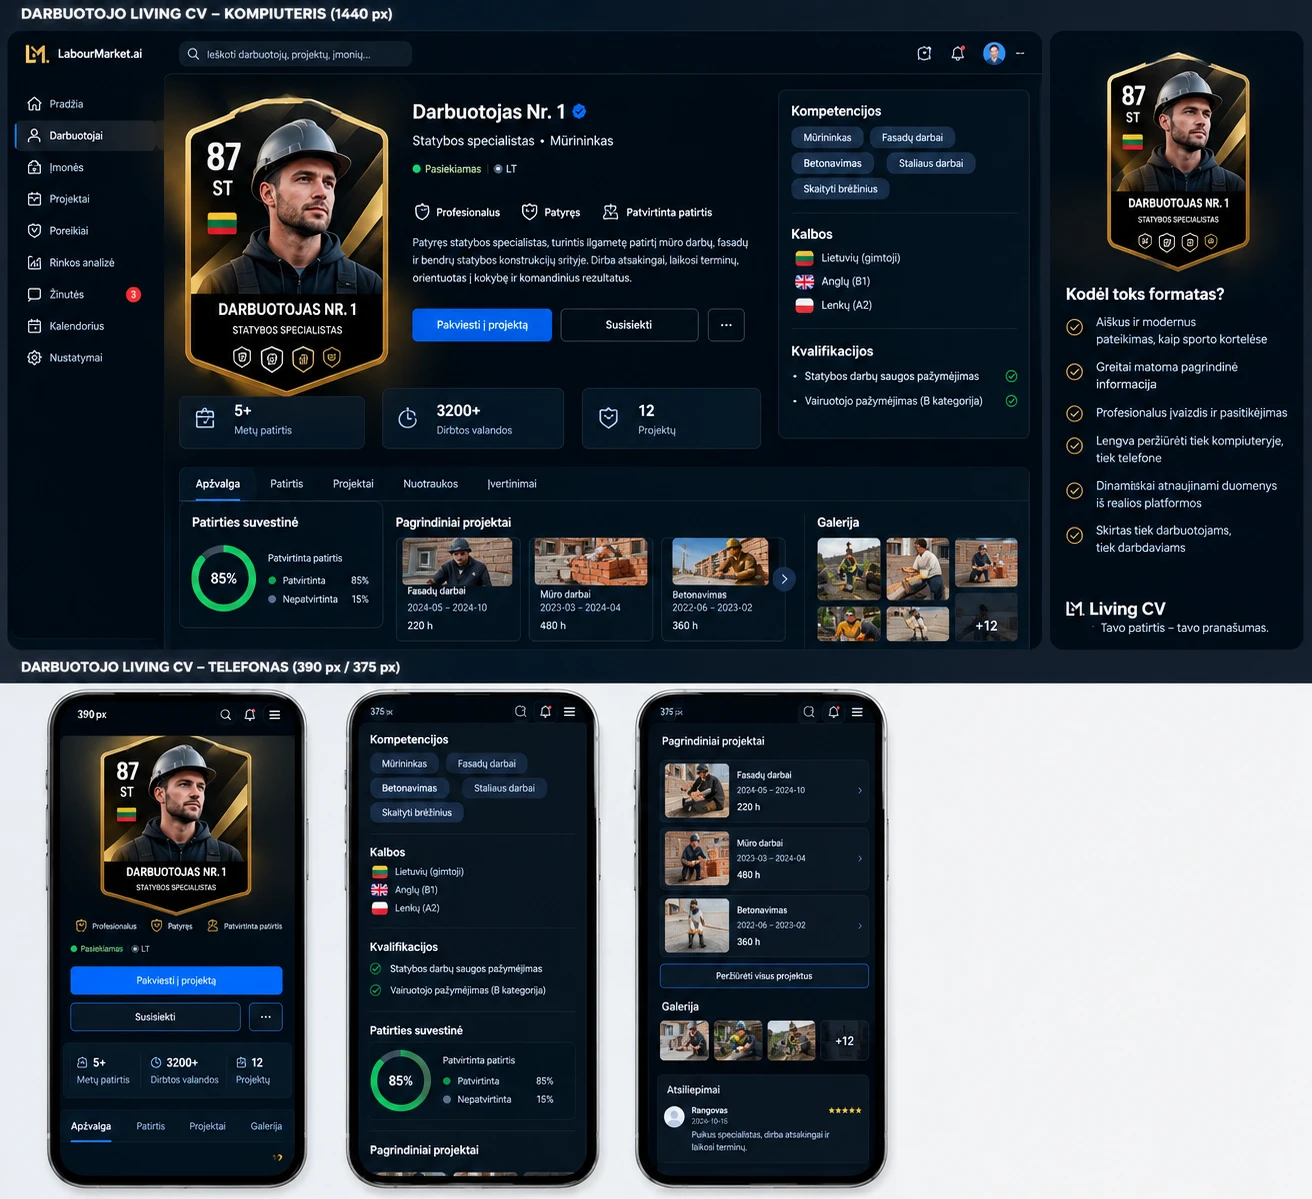 DARBUOTOJO LIVING CV – KOMPIUTERIS (1440 px)
LM. LabourMarket.ai
Ieškoti darbuotojų, projektų, įmonių...
Pradžia
Darbuotojai
Įmonės
Projektai
Poreikiai
Rinkos analizė
Žinutės 3
Kalendorius
Nustatymai
87
ST
DARBUOTOJAS NR. 1
STATYBOS SPECIALISTAS
Darbuotojas Nr. 1
Statybos specialistas • Mūrininkas
Pasiekiamas LT
Profesionalus Patyręs Patvirtinta patirtis
Patyręs statybos specialistas, turintis ilgametę patirtį mūro darbų, fasadų
ir bendrų statybos konstrukcijų srityje. Dirba atsakingai, laikosi terminų,
orientuotas į kokybę ir komandinius rezultatus.
Pakviesti į projektą Susisiekti ...
5+
Metų patirtis
3200+
Dirbtos valandos
12
Projektų
Kompetencijos
Mūrininkas Fasadų darbai
Betonavimas Staliaus darbai
Skaityti brėžinius
Kalbos
Lietuvių (gimtoji)
Anglų (B1)
Lenkų (A2)
Kvalifikacijos
• Statybos darbų saugos pažymėjimas
• Vairuotojo pažymėjimas (B kategorija)
Apžvalga Patirtis Projektai Nuotraukos Įvertinimai
Patirties suvestinė
85%
Patvirtinta patirtis
Patvirtinta 85%
Nepatvirtinta 15%
Pagrindiniai projektai
Fasadų darbai
2024-05 – 2024-10
220 h
Mūro darbai
2023-03 – 2024-04
480 h
Betonavimas
2022-06 – 2023-02
360 h
Galerija
+12
87
ST
DARBUOTOJAS NR. 1
STATYBOS SPECIALISTAS
Kodėl toks formatas?
Aiškus ir modernus
pateikimas, kaip sporto kortelėse
Greitai matoma pagrindinė
informacija
Profesionalus įvaizdis ir pasitikėjimas
Lengva peržiūrėti tiek kompiuteryje,
tiek telefone
Dinamiškai atnaujinami duomenys
iš realios platformos
Skirtas tiek darbuotojams,
tiek darbdaviams
LM Living CV
Tavo patirtis – tavo pranašumas.
DARBUOTOJO LIVING CV – TELEFONAS (390 px / 375 px)
390 px
87
ST
DARBUOTOJAS NR. 1
STATYBOS SPECIALISTAS
Profesionalus Patyręs Patvirtinta patirtis
Pasiekiamas LT
Pakviesti į projektą
Susisiekti ...
5+
Metų patirtis
3200+
Dirbtos valandos
12
Projektų
Apžvalga Patirtis Projektai Galerija
375 px
Kompetencijos
Mūrininkas Fasadų darbai
Betonavimas Staliaus darbai
Skaityti brėžinius
Kalbos
Lietuvių (gimtoji)
Anglų (B1)
Lenkų (A2)
Kvalifikacijos
Statybos darbų saugos pažymėjimas
Vairuotojo pažymėjimas (B kategorija)
Patirties suvestinė
85%
Patvirtinta patirtis
Patvirtinta 85%
Nepatvirtinta 15%
Pagrindiniai projektai
375 px
Pagrindiniai projektai
Fasadų darbai
2024-05 – 2024-10
220 h
Mūro darbai
2023-03 – 2024-04
480 h
Betonavimas
2022-06 – 2023-02
360 h
Peržiūrėti visus projektus
Galerija
+12
Atsiliepimai
Rangovas
2024-10-15
Puikus specialistas, dirba atsakingai ir
laikosi terminų.